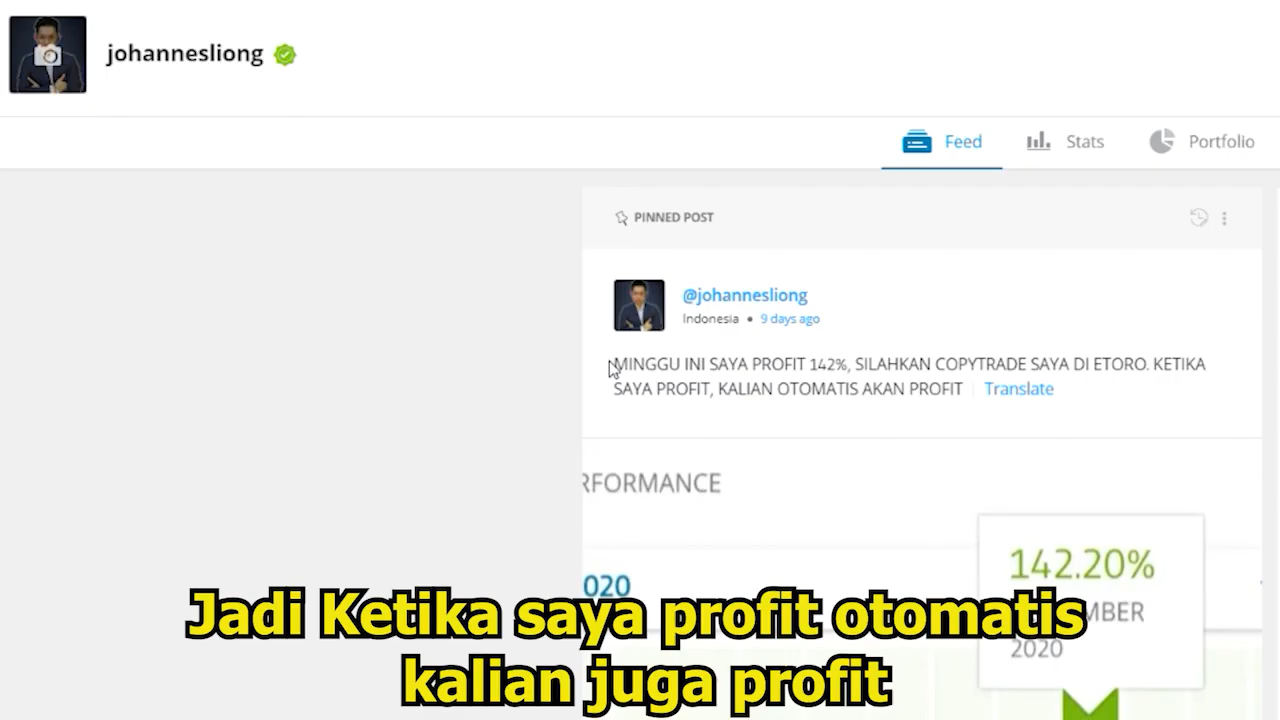 johannesliong
Feed
Stats
Portfolio
PINNED POST
@johannesliong
Indonesia • 9 days ago
MINGGU INI SAYA PROFIT 142%, SILAHKAN COPYTRADE SAYA DI ETORO. KETIKA
SAYA PROFIT, KALIAN OTOMATIS AKAN PROFIT Translate
RFORMANCE
142.20%
020
MBER
2020
Jadi Ketika saya profit otomatis
kalian juga profit